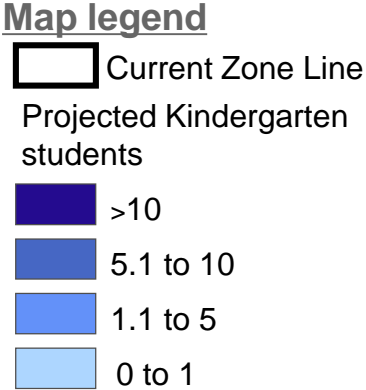 Map legend
Current Zone Line
Projected Kindergarten
students
>10
5.1 to 10
1.1 to 5
0 to 1